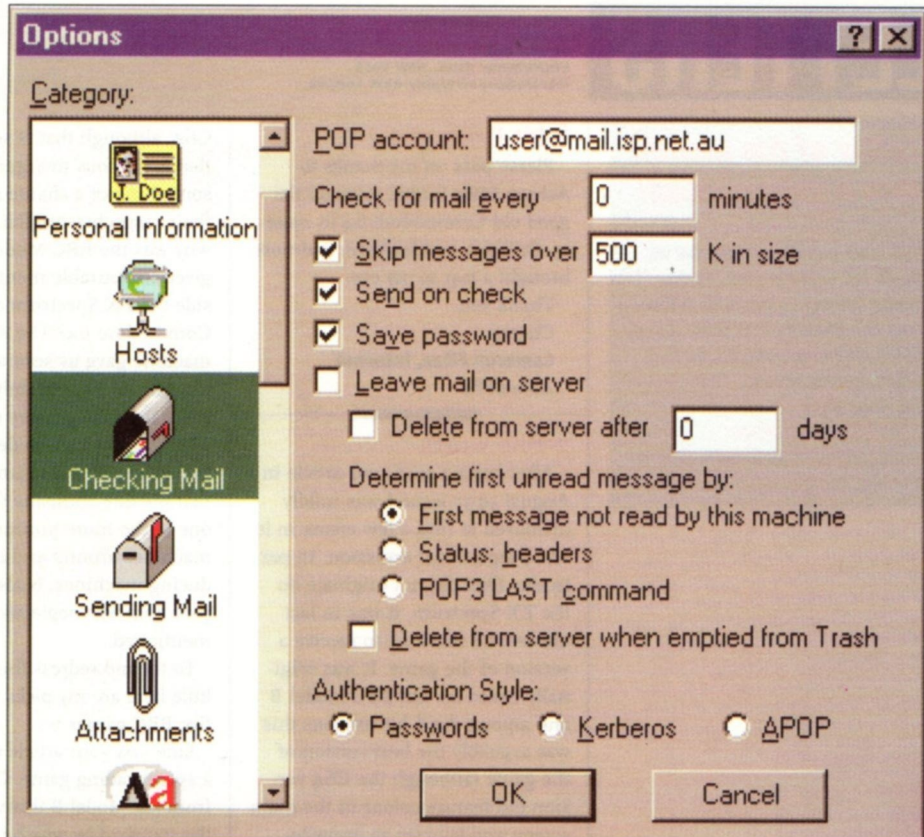 Options
Category:
J. Doe
Personal Information
Hosts
Checking Mail
Sending Mail
Attachments
Aa
POP account: user@mail.isp.net.au
Check for mail every 0 minutes
Skip messages over 500 K in size
Send on check
Save password
Leave mail on server
Delete from server after 0 days
Determine first unread message by:
First message not read by this machine
Status: headers
POP3 LAST command
Delete from server when emptied from Trash
Authentication Style:
Passwords Kerberos APOP
OK Cancel